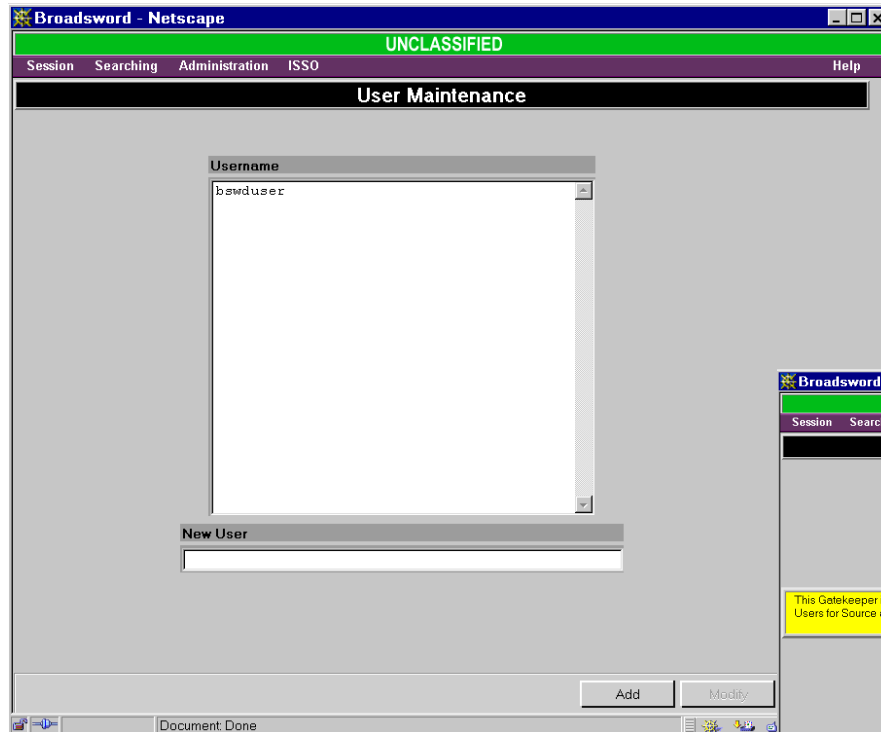 Broadsword - Netscape
UNCLASSIFIED
Session Searching Administration ISSO Help
User Maintenance
Username
bswduser
New User
Broadsword
Session
This Gatekeeper
Users for Source
Add Modify
Document: Done